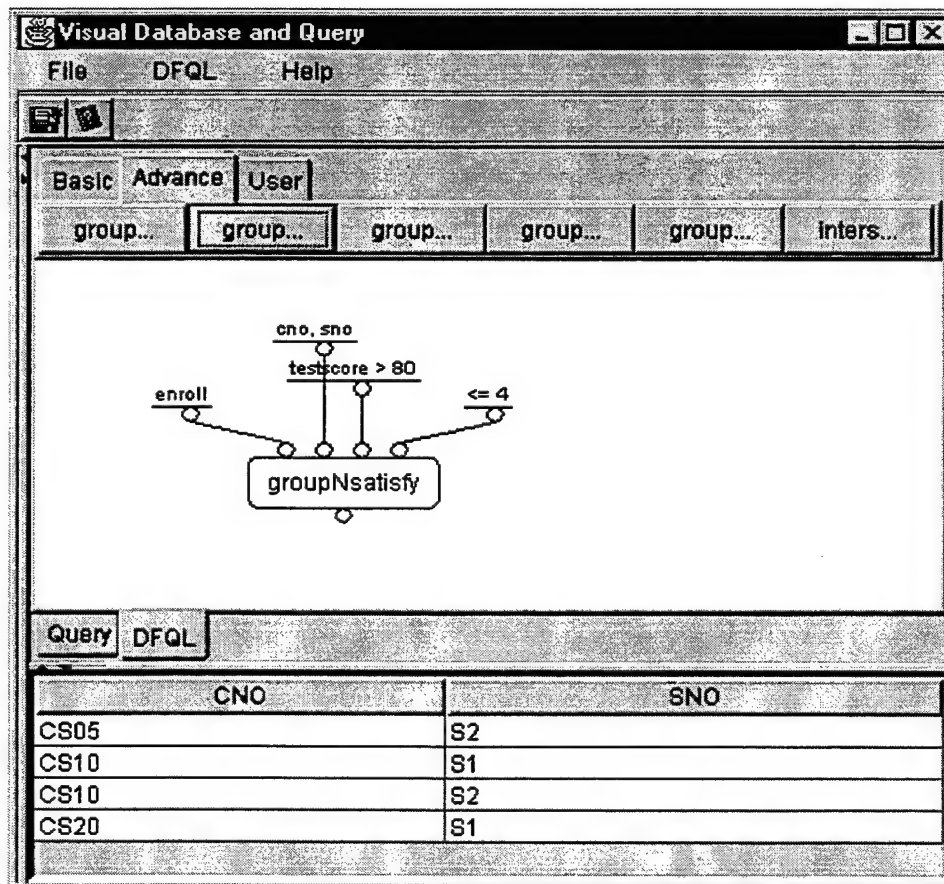 Visual Database and Query
File DFQL Help
Basic Advance User
group... group... group... group... group... inters...
cno, sno
testscore > 80
enroll <= 4
groupNsatisfy
Query DFQL
CNO SNO
CS05 S2
CS10 S1
CS10 S2
CS20 S1